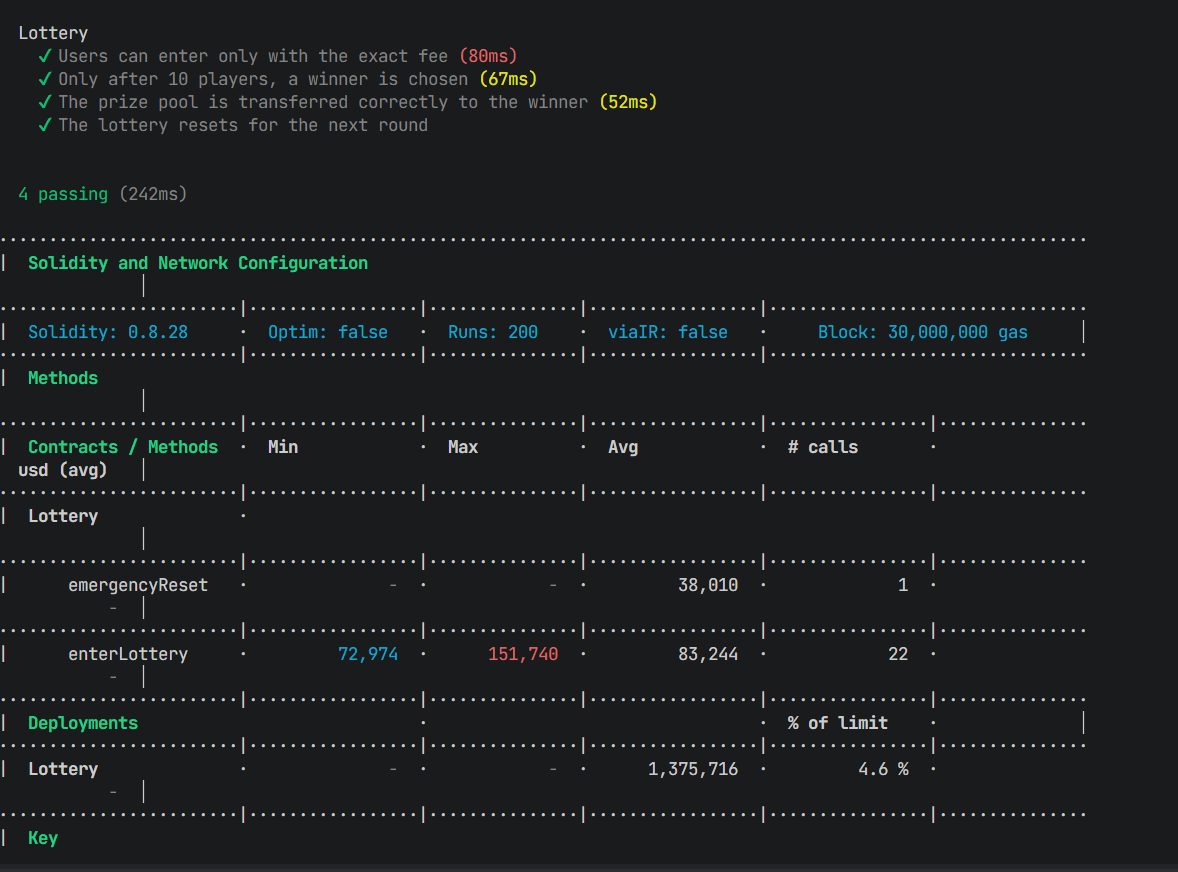 Lottery
✓ Users can enter only with the exact fee (80ms)
✓ Only after 10 players, a winner is chosen (67ms)
✓ The prize pool is transferred correctly to the winner (52ms)
✓ The lottery resets for the next round
4 passing (242ms)
| Solidity and Network Configuration
|
| Solidity: 0.8.28 · Optim: false · Runs: 200 · viaIR: false · Block: 30,000,000 gas |
| Methods
|
| Contracts / Methods · Min · Max · Avg · # calls ·
usd (avg) |
| Lottery ·
|
| emergencyReset · - · - · 38,010 · 1 ·
- |
| enterLottery · 72,974 · 151,740 · 83,244 · 22 ·
- |
| Deployments · · % of limit · |
| Lottery · - · - · 1,375,716 · 4.6 % ·
- |
| Key